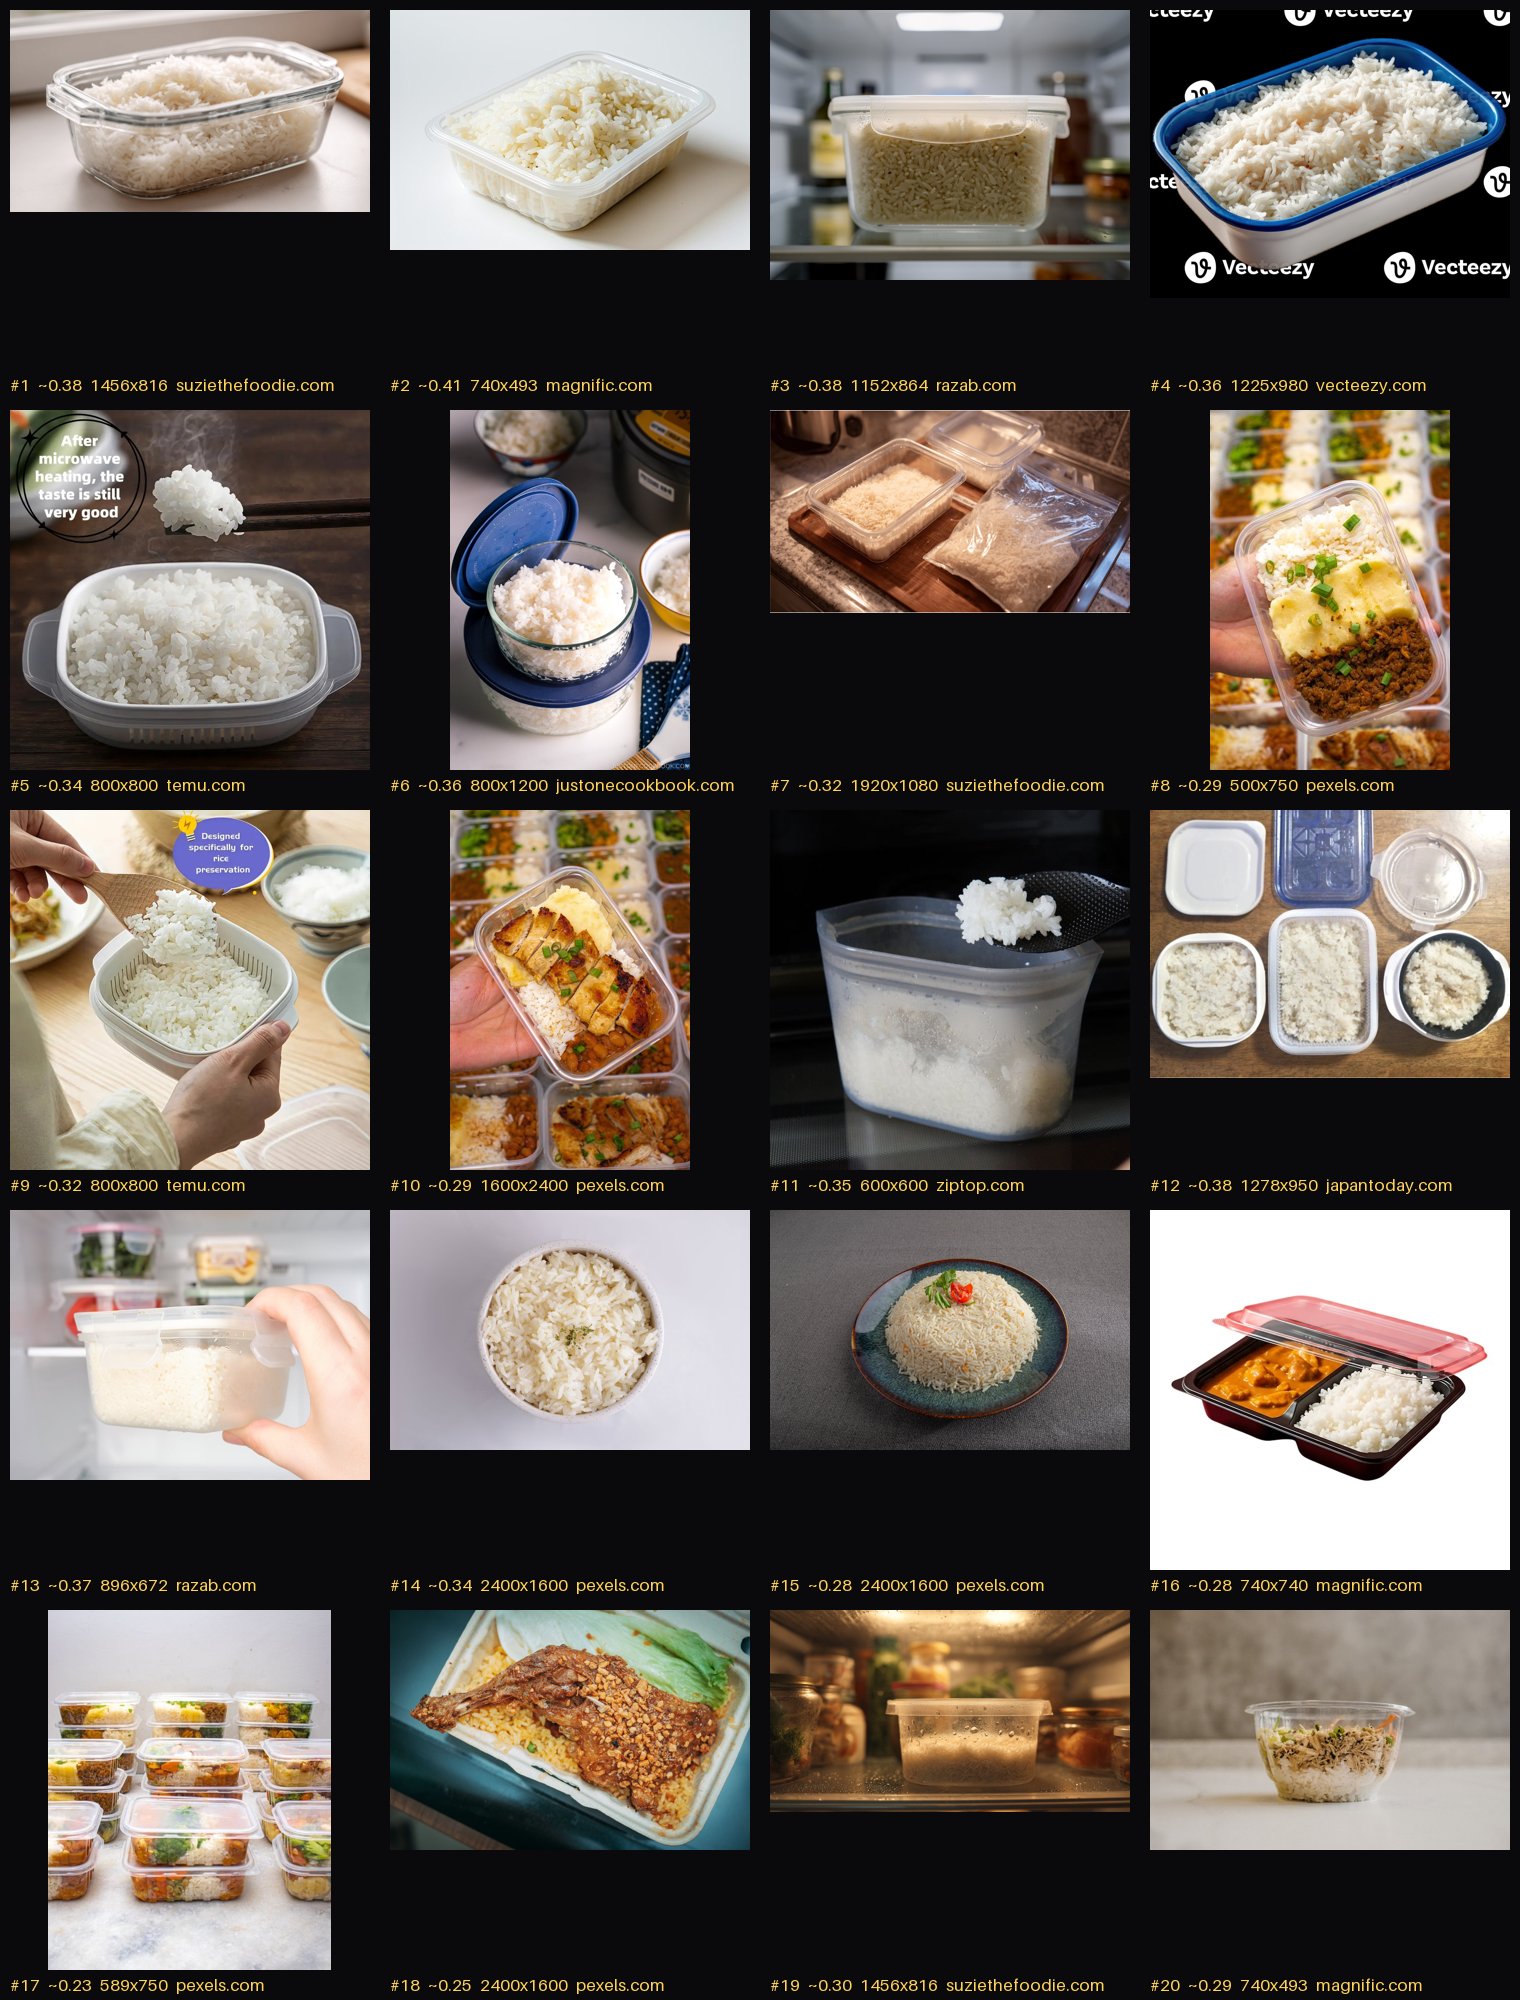 cteezy
Vecteezy
zy
cte
Vecteezy
Vecteezy
#1 ~0.38 1456x816 suziethefoodie.com
#2 ~0.41 740x493 magnific.com
#3 ~0.38 1152x864 razab.com
#4 ~0.36 1225x980 vecteezy.com
After
microwave
heating, the
taste is still
very good
#5 ~0.34 800x800 temu.com
#6 ~0.36 800x1200 justonecookbook.com
#7 ~0.32 1920x1080 suziethefoodie.com
#8 ~0.29 500x750 pexels.com
Designed
specifically for
rice
preservation
#9 ~0.32 800x800 temu.com
#10 ~0.29 1600x2400 pexels.com
#11 ~0.35 600x600 ziptop.com
#12 ~0.38 1278x950 japantoday.com
#13 ~0.37 896x672 razab.com
#14 ~0.34 2400x1600 pexels.com
#15 ~0.28 2400x1600 pexels.com
#16 ~0.28 740x740 magnific.com
#17 ~0.23 589x750 pexels.com
#18 ~0.25 2400x1600 pexels.com
#19 ~0.30 1456x816 suziethefoodie.com
#20 ~0.29 740x493 magnific.com